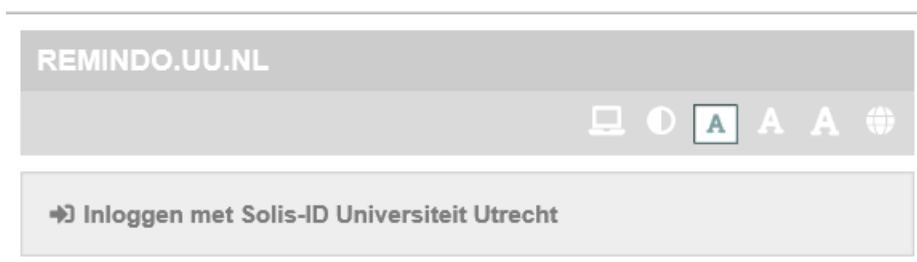 REMINDO.UU.NL
A A A
Inloggen met Solis-ID Universiteit Utrecht